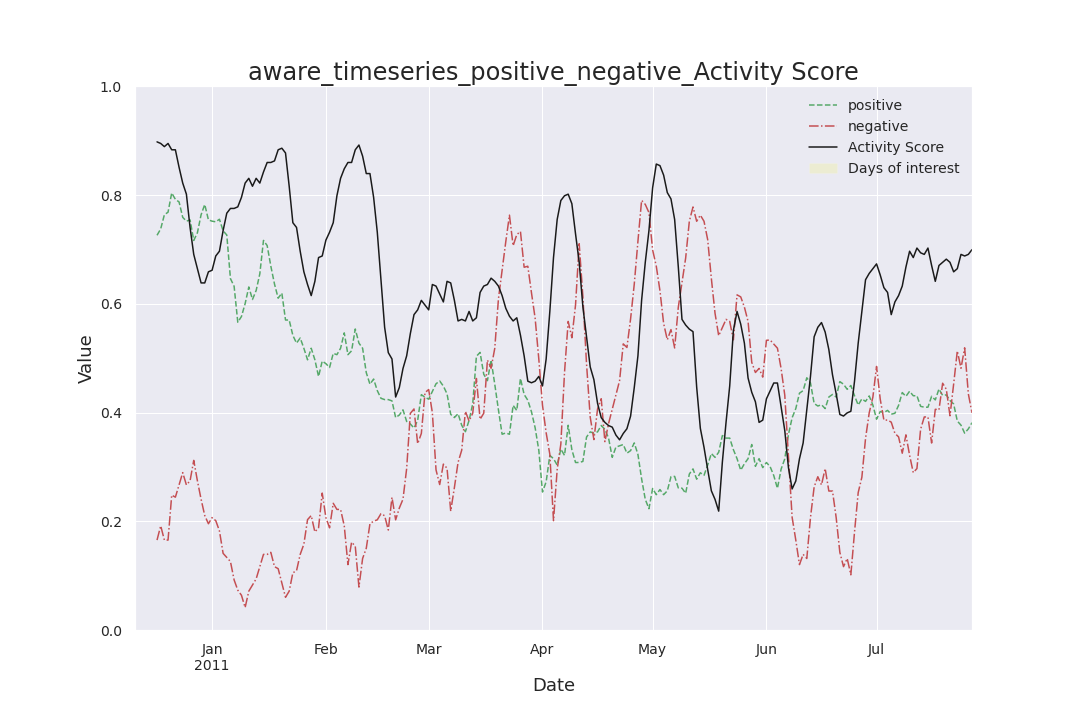 aware_timeseries_positive_negative_Activity Score
1.0
0.8
0.6
0.4
0.2
0.0
Value
positive
negative
Activity Score
Days of interest
Jan
2011
Feb
Mar
Apr
May
Jun
Jul
Date